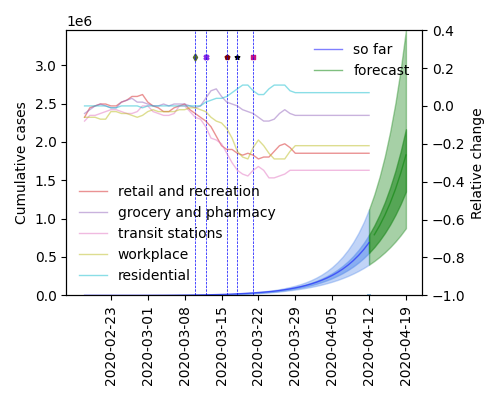 1e6
so far
forecast
retail and recreation
grocery and pharmacy
transit stations
workplace
residential
Cumulative cases
3.0
2.5
2.0
1.5
1.0
0.5
0.0
0.4
0.2
0.0
−0.2
−0.4
−0.6
−0.8
−1.0
Relative change
2020-02-23
2020-03-01
2020-03-08
2020-03-15
2020-03-22
2020-03-29
2020-04-05
2020-04-12
2020-04-19